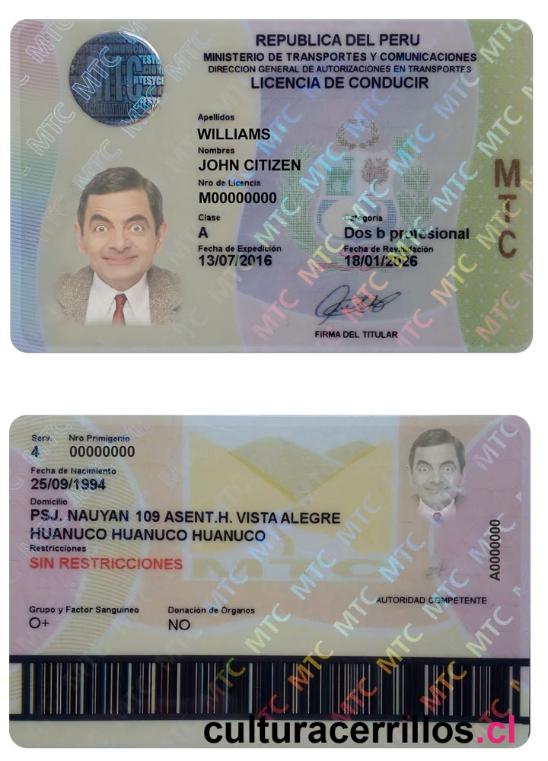 REPUBLICA DEL PERU
MINISTERIO DE TRANSPORTES Y COMUNICACIONES
DIRECCION GENERAL DE AUTORIZACIONES EN TRANSPORTES
LICENCIA DE CONDUCIR
Apellidos
WILLIAMS
Nombres
JOHN CITIZEN
Nro de Licencia
M00000000
Clase Categoria
A Dos b profesional
Fecha de Expedición Fecha de Revalidación
13/07/2016 18/01/2026
FIRMA DEL TITULAR
MTC
Serv. Nro Primigenio
4 00000000
Fecha de Nacimiento
25/09/1994
Domicilio
PSJ. NAUYAN 109 ASENT.H. VISTA ALEGRE
HUANUCO HUANUCO HUANUCO
Restricciones
SIN RESTRICCIONES
MTC
A0000000
AUTORIDAD COMPETENTE
Grupo y Factor Sanguineo Donación de Órganos
O+ NO
culturacerrillos.cl